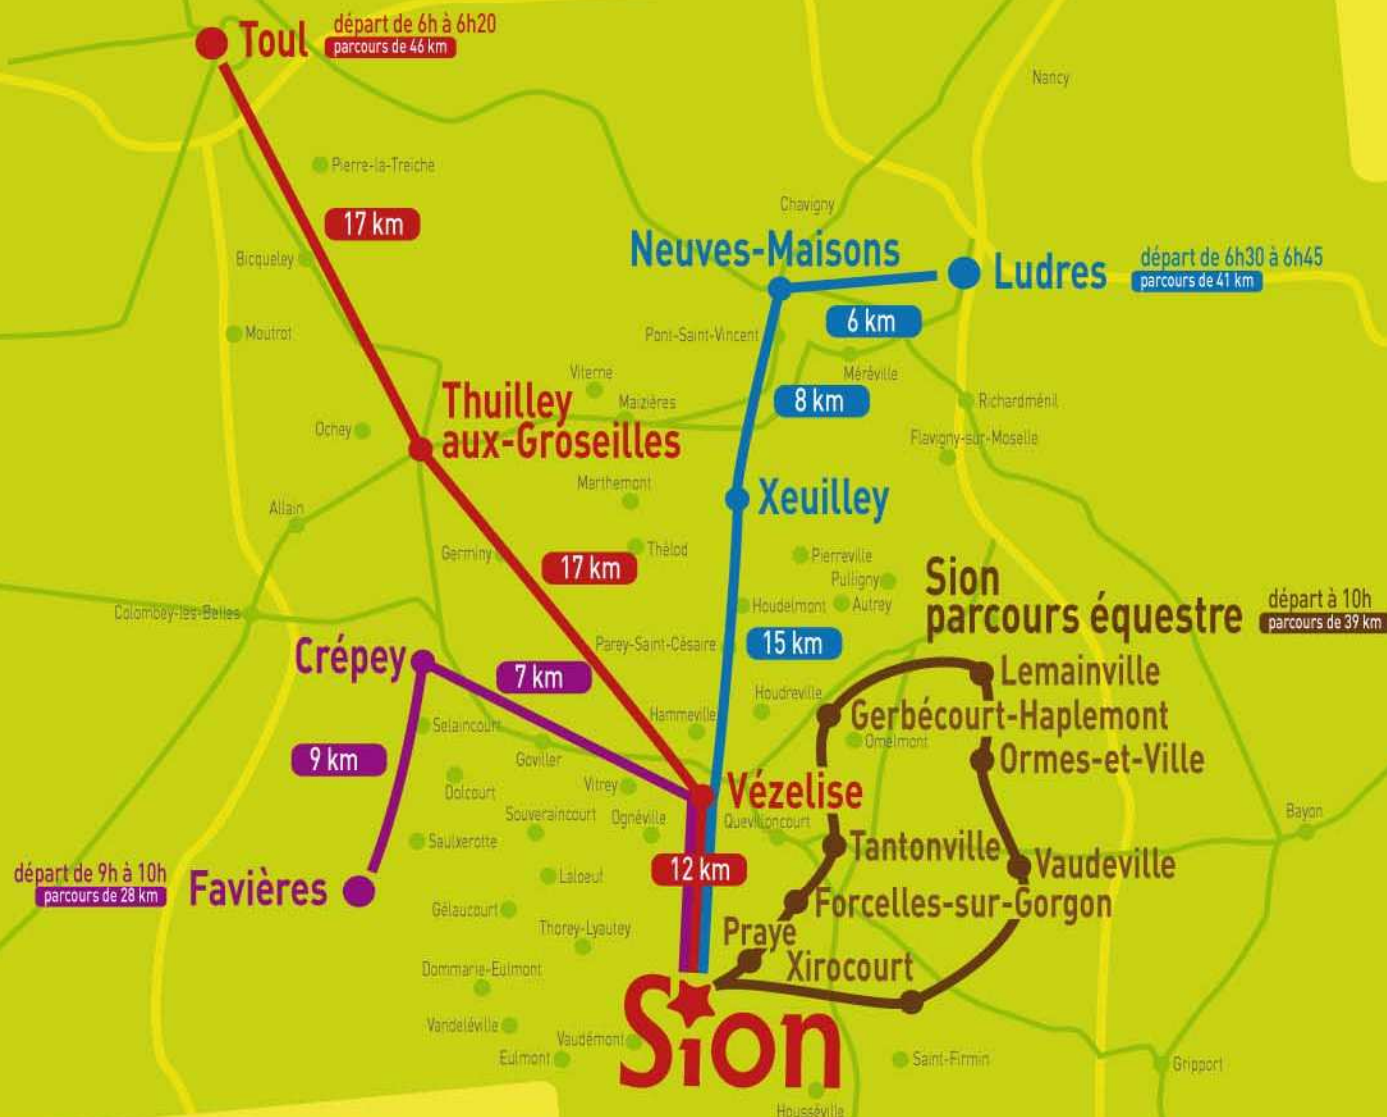 Toul
départ de 6h à 6h20
parcours de 46 km
Nancy
Pierre-la-Treiche
17 km
Chavigny
Neuves-Maisons
Bicqueley
Ludres
départ de 6h30 à 6h45
parcours de 41 km
6 km
Moutrot
Pont-Saint-Vincent
Méréville
Viterne
8 km
Thuilley
aux-Groseilles
Maizières
Richardménil
Ochey
Flavigny-sur-Moselle
Marthemont
Xeuilley
Allain
Germiny
Thélod
17 km
Pierreville
Pulligny
Sion
parcours équestre
départ à 10h
parcours de 39 km
Colombey-les-Belles
Houdelmont
Autrey
Parey-Saint-Césaire
15 km
Crépey
7 km
Lemainville
Houdreville
Hammeville
Gerbécourt-Haplemont
Selaincourt
Omelmont
9 km
Goviller
Ormes-et-Ville
Vitrey
Dolcourt
Vézelise
Souveraincourt
Ognéville
Quevilloncourt
Bayon
Saulxerotte
Tantonville
Vaudeville
12 km
départ de 9h à 10h
parcours de 28 km
Favières
Laloeuf
Forcelles-sur-Gorgon
Gélaucourt
Thorey-Lyautey
Praye
Dommarie-Eulmont
Xirocourt
Vandeléville
Vaudémont
Sion
Eulmont
Saint-Firmin
Gripport
Housséville